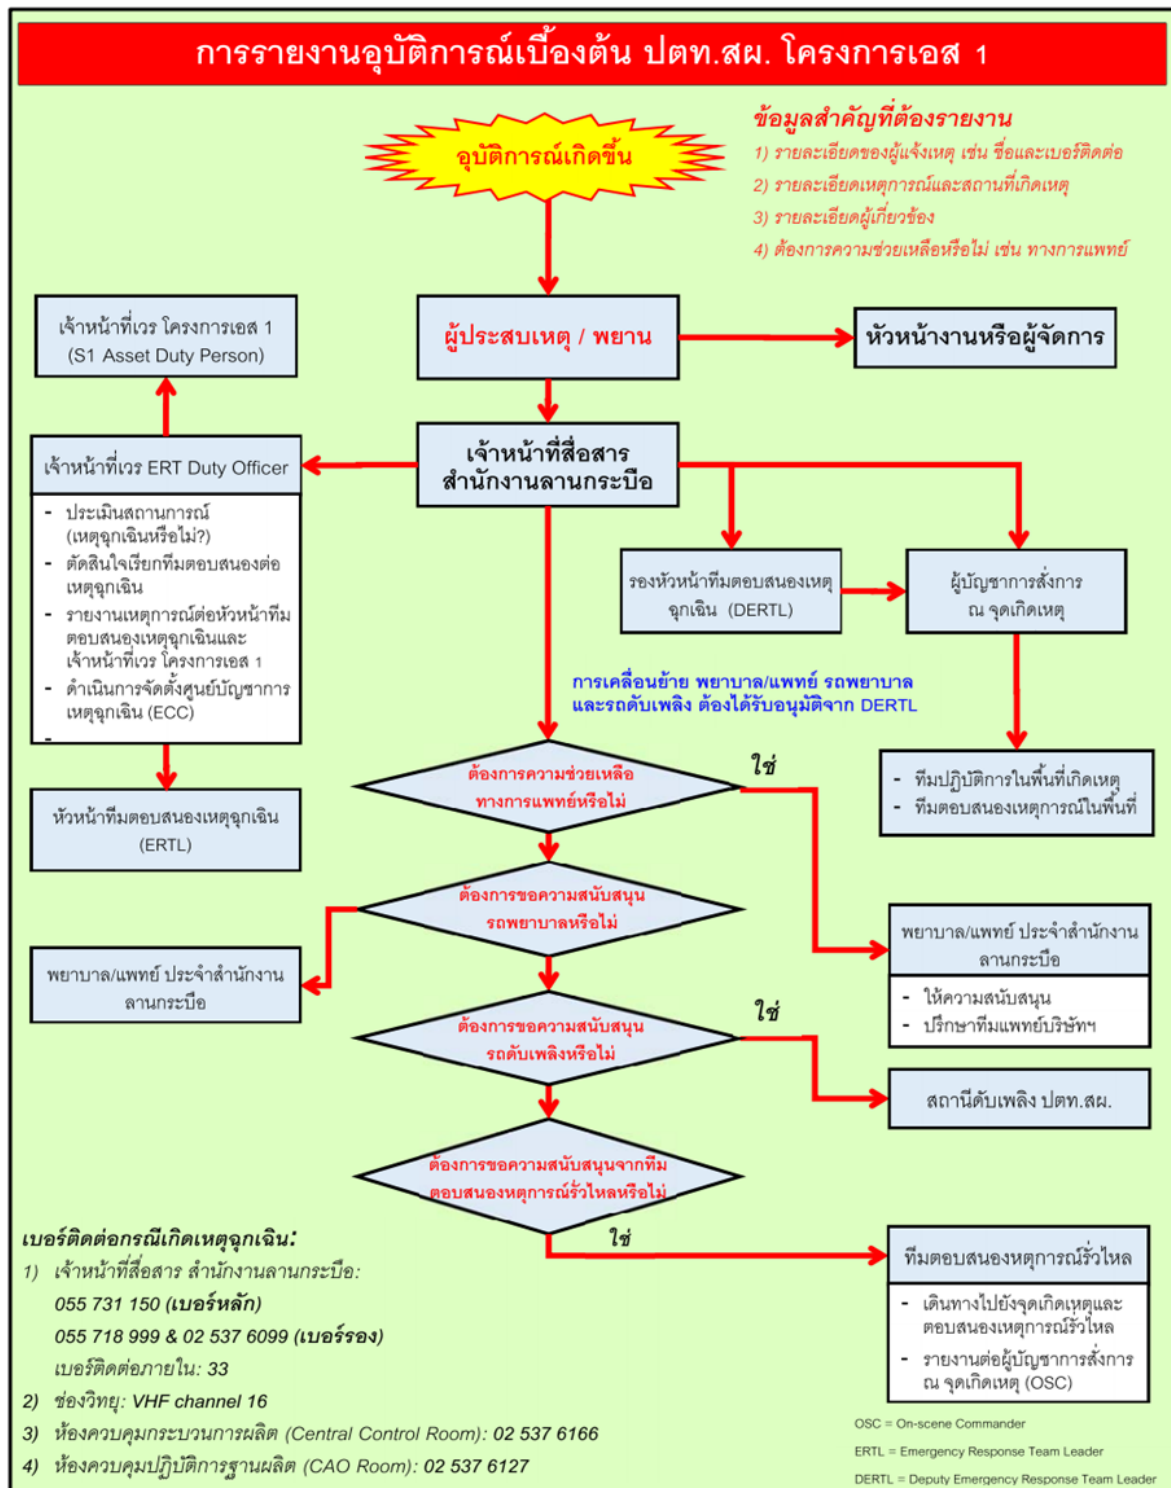 การรายงานอุบัติการณ์เบื้องต้น ปตท.สผ. โครงการเอส 1
อุบัติการณ์เกิดขึ้น
ข้อมูลสำคัญที่ต้องรายงาน
1) รายละเอียดของผู้แจ้งเหตุ เช่น ชื่อและเบอร์ติดต่อ
2) รายละเอียดเหตุการณ์และสถานที่เกิดเหตุ
3) รายละเอียดผู้เกี่ยวข้อง
4) ต้องการความช่วยเหลือหรือไม่ เช่น ทางการแพทย์
เจ้าหน้าที่เวร โครงการเอส 1
(S1 Asset Duty Person)
ผู้ประสบเหตุ / พยาน
หัวหน้างานหรือผู้จัดการ
เจ้าหน้าที่สื่อสาร
สำนักงานลานกระบือ
เจ้าหน้าที่เวร ERT Duty Officer
- ประเมินสถานการณ์
(เหตุฉุกเฉินหรือไม่?)
- ตัดสินใจเรียกทีมตอบสนองต่อ
เหตุฉุกเฉิน
- รายงานเหตุการณ์ต่อหัวหน้าทีม
ตอบสนองเหตุฉุกเฉินและ
เจ้าหน้าที่เวร โครงการเอส 1
- ดำเนินการจัดตั้งศูนย์บัญชาการ
เหตุฉุกเฉิน (ECC)
-
รองหัวหน้าทีมตอบสนองเหตุ
ฉุกเฉิน (DERTL)
ผู้บัญชาการสั่งการ
ณ จุดเกิดเหตุ
การเคลื่อนย้าย พยาบาล/แพทย์ รถพยาบาล
และรถดับเพลิง ต้องได้รับอนุมัติจาก DERTL
ต้องการความช่วยเหลือ
ทางการแพทย์หรือไม่
ใช่
- ทีมปฏิบัติการในพื้นที่เกิดเหตุ
- ทีมตอบสนองเหตุการณ์ในพื้นที่
หัวหน้าทีมตอบสนองเหตุฉุกเฉิน
(ERTL)
ต้องการขอความสนับสนุน
รถพยาบาลหรือไม่
พยาบาล/แพทย์ ประจำสำนักงาน
ลานกระบือ
พยาบาล/แพทย์ ประจำสำนักงาน
ลานกระบือ
- ให้ความสนับสนุน
- ปรึกษาทีมแพทย์บริษัทฯ
ต้องการขอความสนับสนุน
รถดับเพลิงหรือไม่
ใช่
สถานีดับเพลิง ปตท.สผ.
ต้องการขอความสนับสนุนจากทีม
ตอบสนองหตุการณ์รั่วไหลหรือไม่
ใช่
ทีมตอบสนองหตุการณ์รั่วไหล
- เดินทางไปยังจุดเกิดเหตุและ
ตอบสนองเหตุการณ์รั่วไหล
- รายงานต่อผู้บัญชาการสั่งการ
ณ จุดเกิดเหตุ (OSC)
เบอร์ติดต่อกรณีเกิดเหตุฉุกเฉิน:
1) เจ้าหน้าที่สื่อสาร สำนักงานลานกระบือ:
055 731 150 (เบอร์หลัก)
055 718 999 & 02 537 6099 (เบอร์รอง)
เบอร์ติดต่อภายใน: 33
2) ช่องวิทยุ: VHF channel 16
3) ห้องควบคุมกระบวนการผลิต (Central Control Room): 02 537 6166
4) ห้องควบคุมปฏิบัติการฐานผลิต (CAO Room): 02 537 6127
OSC = On-scene Commander
ERTL = Emergency Response Team Leader
DERTL = Deputy Emergency Response Team Leader